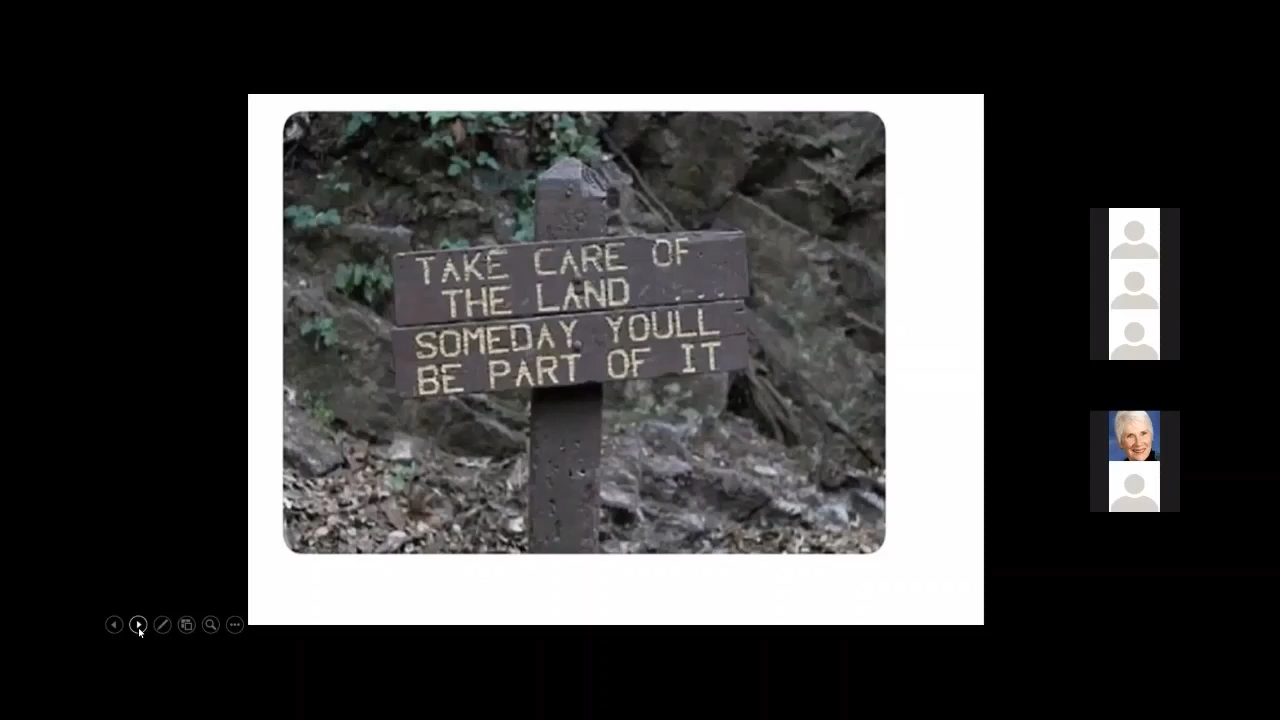 TAKE CARE OF
THE LAND ....
SOMEDAY YOULL
BE PART OF IT